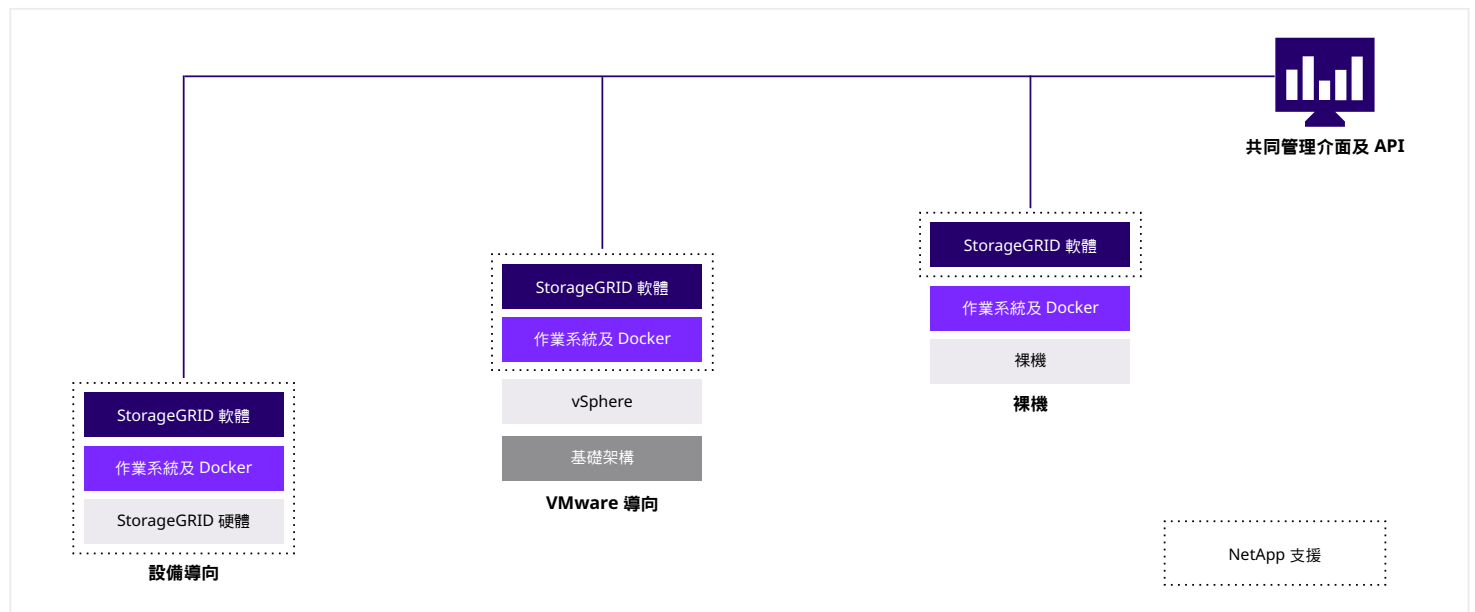 共同管理介面及 API
StorageGRID 軟體
作業系統及 Docker
StorageGRID 硬體
設備導向
StorageGRID 軟體
作業系統及 Docker
vSphere
基礎架構
VMware 導向
StorageGRID 軟體
作業系統及 Docker
裸機
裸機
NetApp 支援